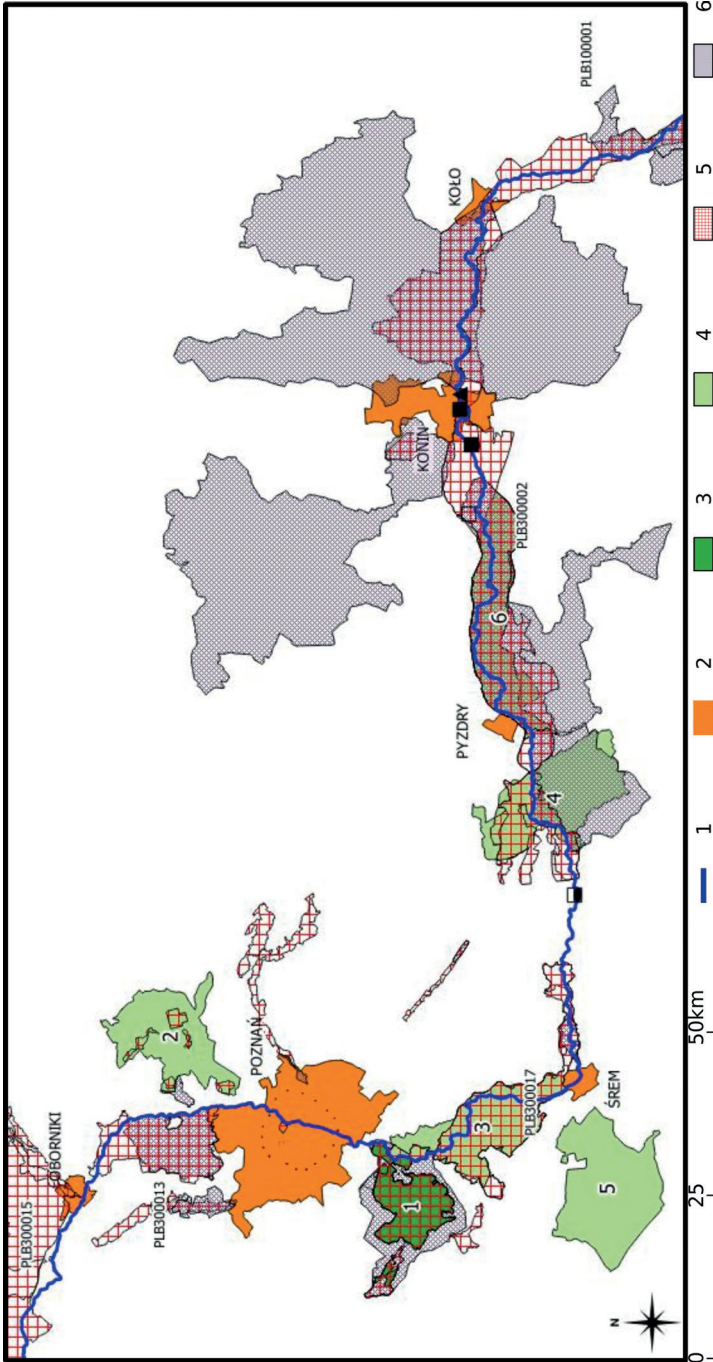 PLB300015
OBORNIKI
PLB300013
2
POZNAŃ
1
KONIN
KOŁO
PYZDRY
3
6
PLB300002
PLB300017
4
PLB100001
5
ŚREM
N
0 25 50km 1 2 3 4 5 6